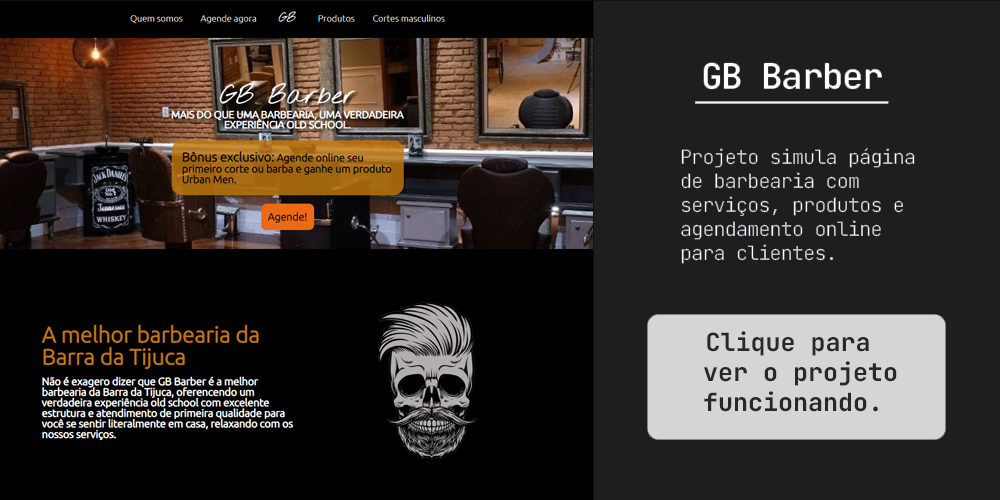 Quem somos Agende agora GB Produtos Cortes masculinos
GB Barber
MAIS DO QUE UMA BARBEARIA, UMA VERDADEIRA
EXPERIÊNCIA OLD SCHOOL.
Bônus exclusivo: Agende online seu
primeiro corte ou barba e ganhe um produto
Urban Men.
Agende!
JACK DANIEL'S
OLD
No.7
Tennessee
WHISKEY
A melhor barbearia da
Barra da Tijuca
Não é exagero dizer que GB Barber é a melhor
barbearia da Barra da Tijuca, oferencendo um
verdadeira experiência old school com excelente
estrutura e atendimento de primeira qualidade para
você se sentir literalmente em casa, relaxando com os
nossos serviços.
GB Barber
Projeto simula página
de barbearia com
serviços, produtos e
agendamento online
para clientes.
Clique para
ver o projeto
funcionando.